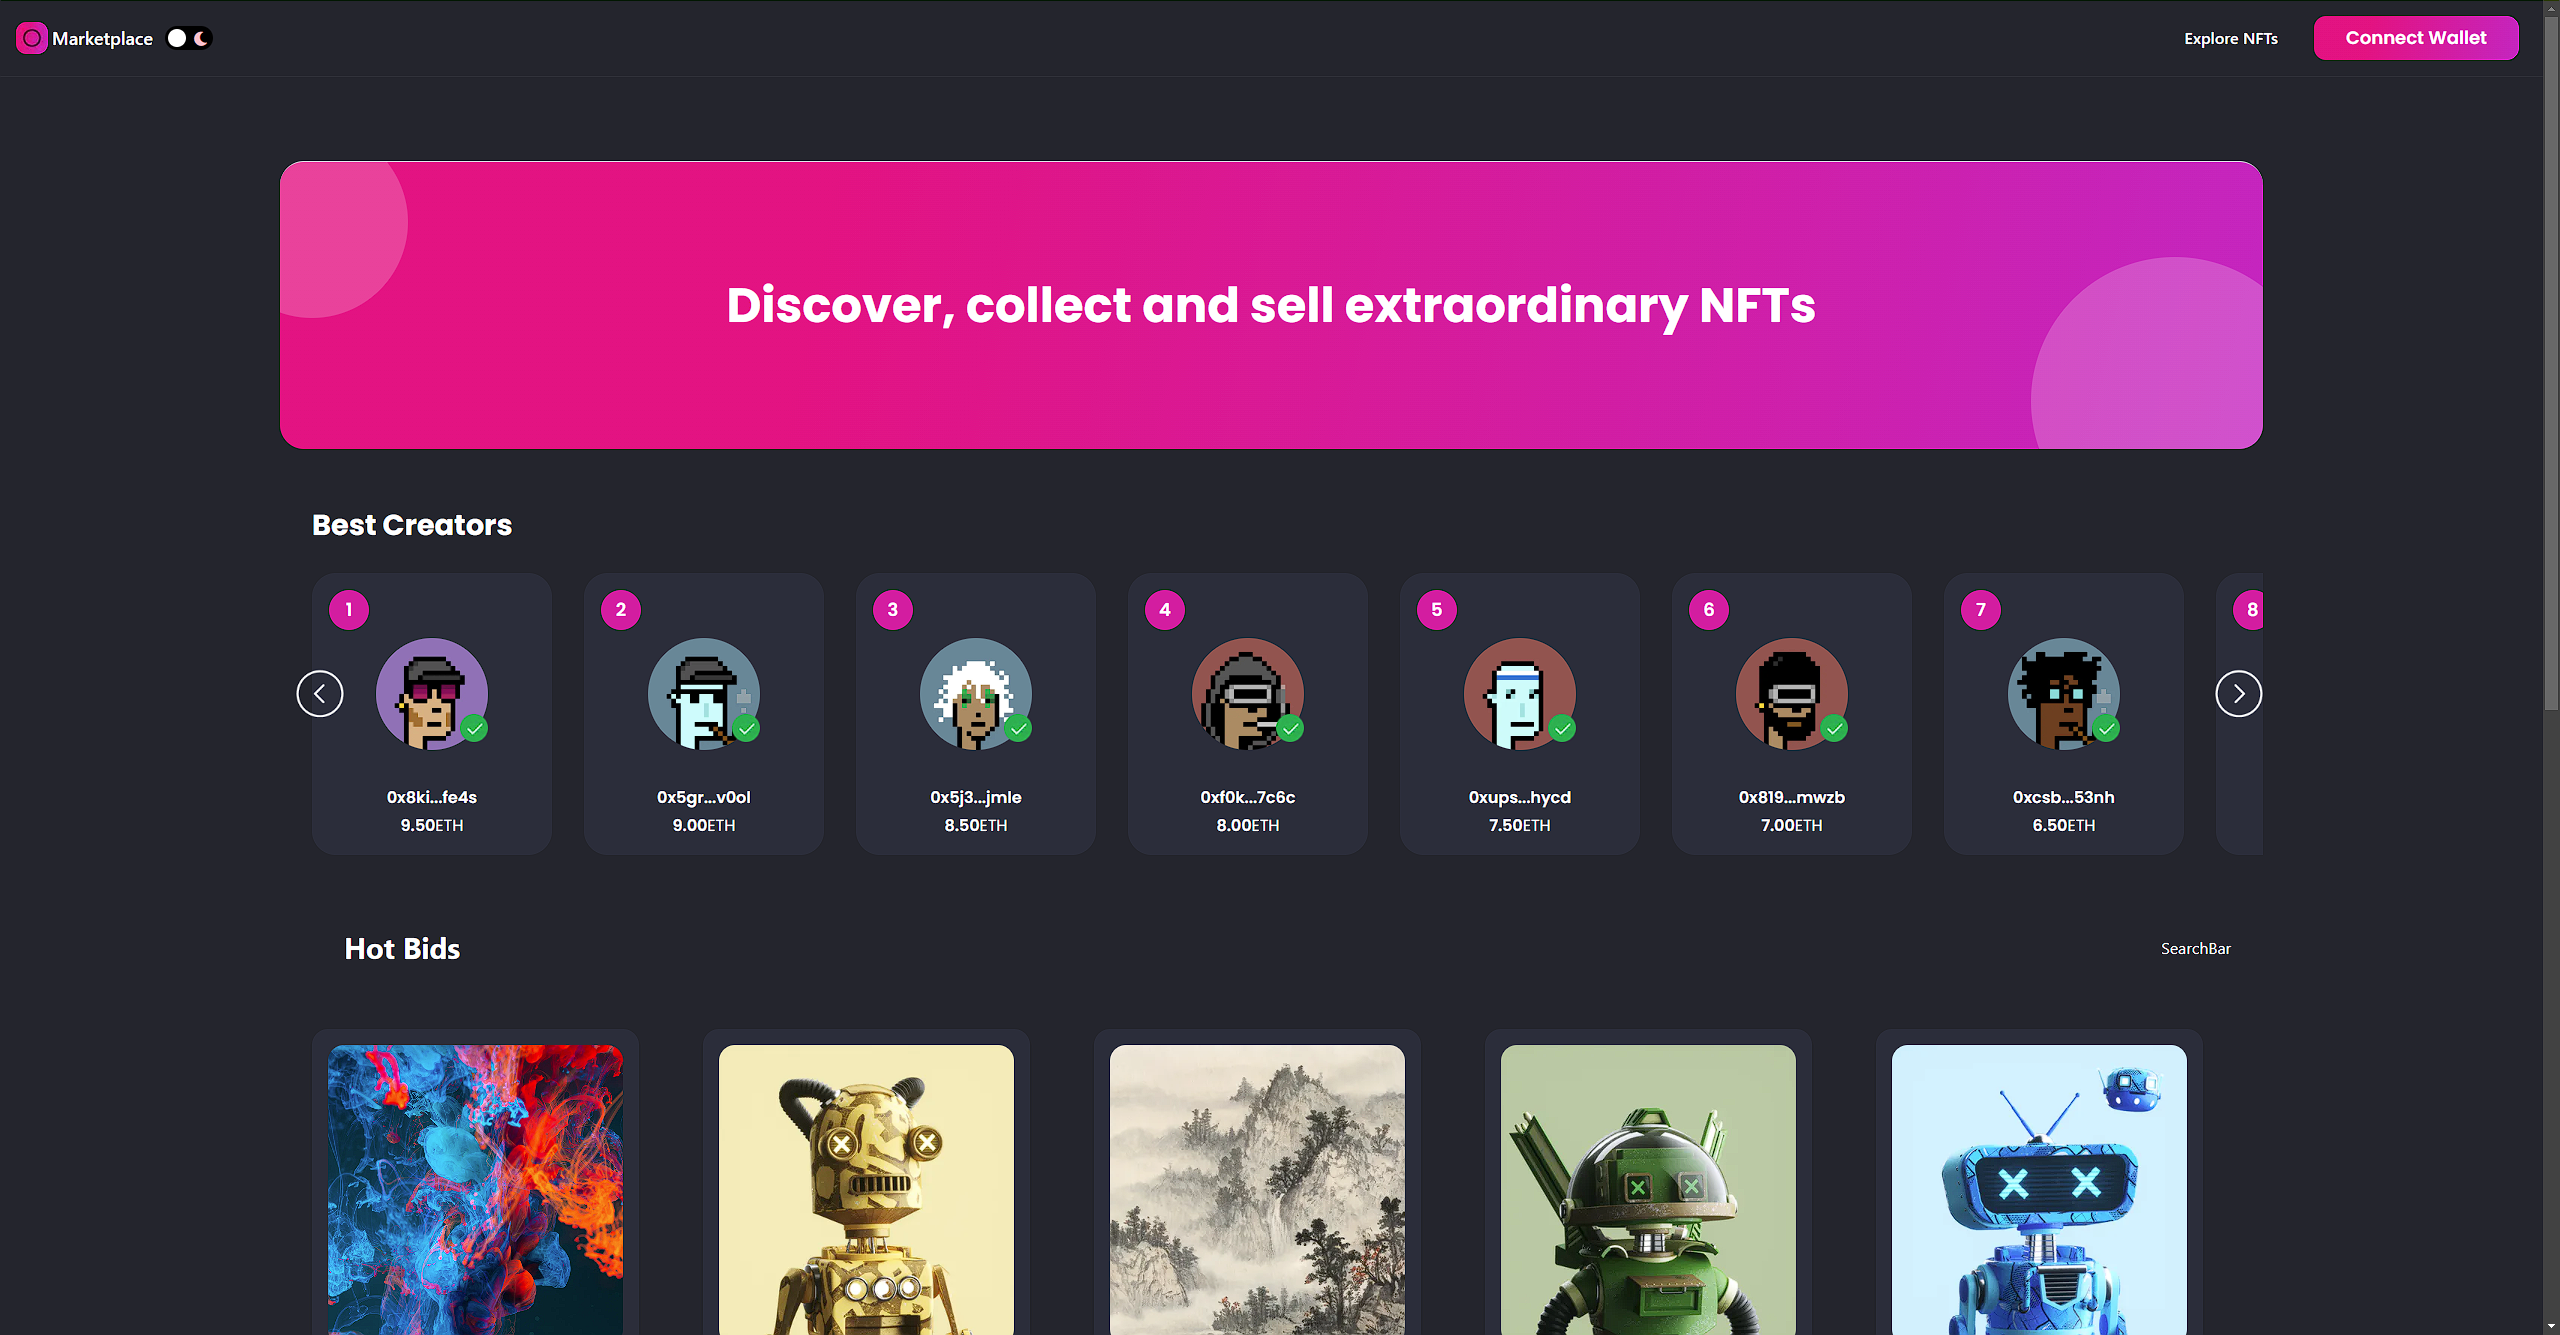 Marketplace
Explore NFTs
Connect Wallet
Discover, collect and sell extraordinary NFTs
Best Creators
1
2
3
4
5
6
7
8
0x8ki...fe4s
9.50ETH
0x5gr...v0ol
9.00ETH
0x5j3...jmle
8.50ETH
0xf0k...7c6c
8.00ETH
0xups...hycd
7.50ETH
0x819...mwzb
7.00ETH
0xcsb...53nh
6.50ETH
Hot Bids
SearchBar